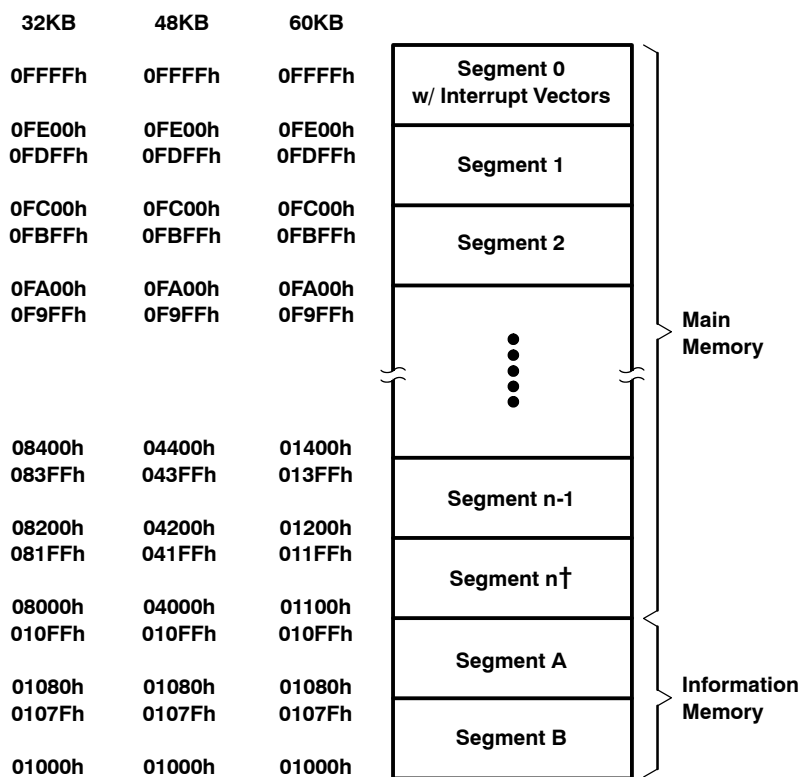 32KB 48KB 60KB
0FFFFh 0FFFFh 0FFFFh
Segment 0
w/ Interrupt Vectors
0FE00h 0FE00h 0FE00h
0FDFFh 0FDFFh 0FDFFh
Segment 1
0FC00h 0FC00h 0FC00h
0FBFFh 0FBFFh 0FBFFh
Segment 2
0FA00h 0FA00h 0FA00h
0F9FFh 0F9FFh 0F9FFh
Main
Memory
08400h 04400h 01400h
083FFh 043FFh 013FFh
Segment n-1
08200h 04200h 01200h
081FFh 041FFh 011FFh
Segment n†
08000h 04000h 01100h
010FFh 010FFh 010FFh
Segment A
01080h 01080h 01080h
0107Fh 0107Fh 0107Fh
Information
Memory
Segment B
01000h 01000h 01000h